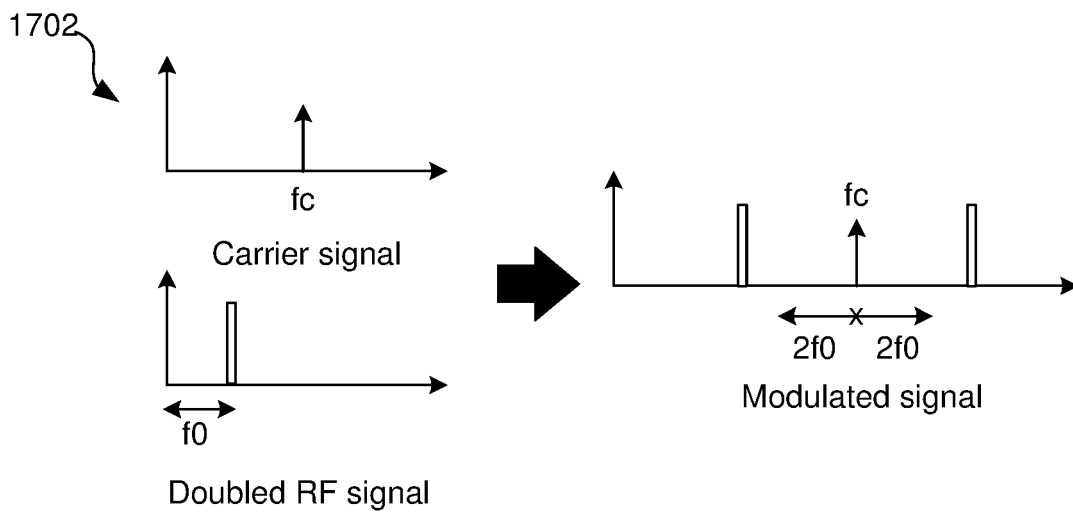 1702
fc
Carrier signal
f0
Doubled RF signal
fc
x
2f0 2f0
Modulated signal